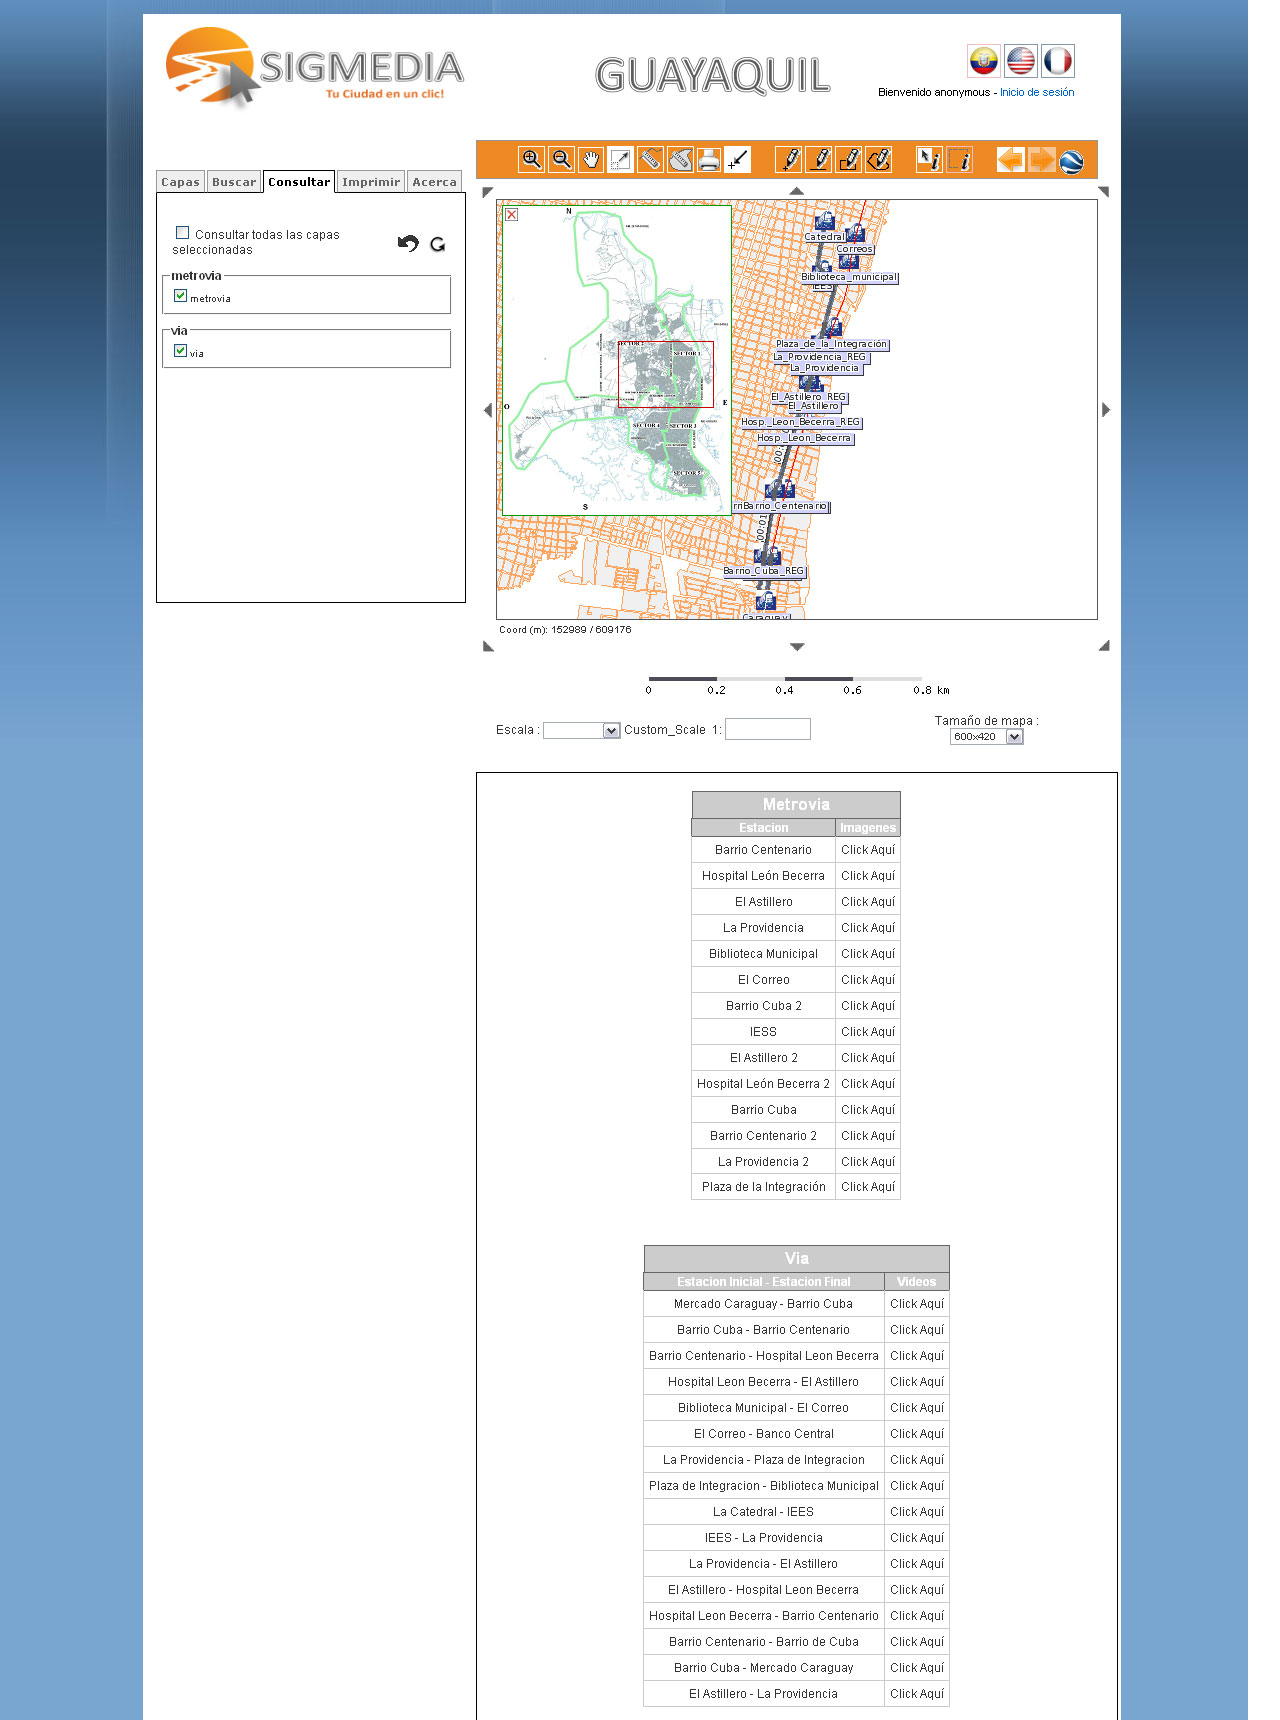 SIGMEDIA
Tu Ciudad en un clic!
GUAYAQUIL
Bienvenido anonymous - Inicio de sesión
Capas
Buscar
Consultar
Imprimir
Acerca
Consultar todas las capas
seleccionadas
metrovia
metrovia
via
via
N
SECTOR 1
O
E
SECTOR 4
SECTOR 3
SECTOR 5
S
Catedral
Correos
Biblioteca_municipal
IEES
Plaza_de_la_Integración
La_Providencia_REG
La_Providencia
El_Astillero_REG
El_Astillero
Hosp._Leon_Becerra_REG
Hosp._Leon_Becerra
rriBarrio_Centenario
Barrio_Cuba_REG
Caraguay
Coord (m): 152989 / 609176
0 0.2 0.4 0.6 0.8 km
Escala :
Custom_Scale 1:
Tamaño de mapa :
600x420
Metrovia
Estacion Imagenes
Barrio Centenario Click Aquí
Hospital León Becerra Click Aquí
El Astillero Click Aquí
La Providencia Click Aquí
Biblioteca Municipal Click Aquí
El Correo Click Aquí
Barrio Cuba 2 Click Aquí
IESS Click Aquí
El Astillero 2 Click Aquí
Hospital León Becerra 2 Click Aquí
Barrio Cuba Click Aquí
Barrio Centenario 2 Click Aquí
La Providencia 2 Click Aquí
Plaza de la Integración Click Aquí
Via
Estacion Inicial - Estacion Final Videos
Mercado Caraguay - Barrio Cuba Click Aquí
Barrio Cuba - Barrio Centenario Click Aquí
Barrio Centenario - Hospital Leon Becerra Click Aquí
Hospital Leon Becerra - El Astillero Click Aquí
Biblioteca Municipal - El Correo Click Aquí
El Correo - Banco Central Click Aquí
La Providencia - Plaza de Integracion Click Aquí
Plaza de Integracion - Biblioteca Municipal Click Aquí
La Catedral - IEES Click Aquí
IEES - La Providencia Click Aquí
La Providencia - El Astillero Click Aquí
El Astillero - Hospital Leon Becerra Click Aquí
Hospital Leon Becerra - Barrio Centenario Click Aquí
Barrio Centenario - Barrio de Cuba Click Aquí
Barrio Cuba - Mercado Caraguay Click Aquí
El Astillero - La Providencia Click Aquí